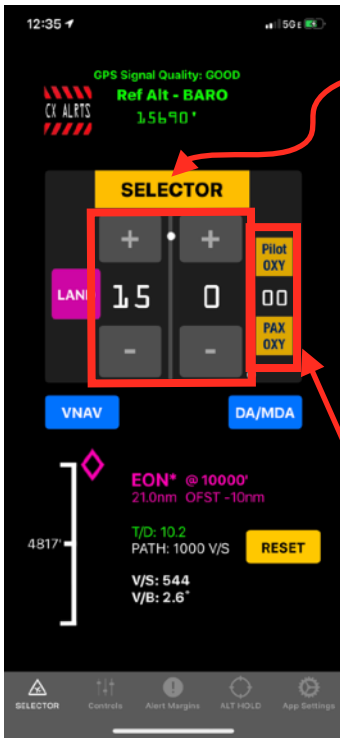 12:35
5G E
GPS Signal Quality: GOOD
Ref Alt - BARO
15690'
CX ALRTS
SELECTOR
+ +
Pilot
OXY
LAND
15 0
00
PAX
OXY
- -
VNAV
DA/MDA
EON* @ 10000'
21.0nm OFST -10nm
T/D: 10.2
PATH: 1000 V/S
RESET
4817'
V/S: 544
V/B: 2.6°
SELECTOR Controls Alert Margins ALT HOLD App Settings